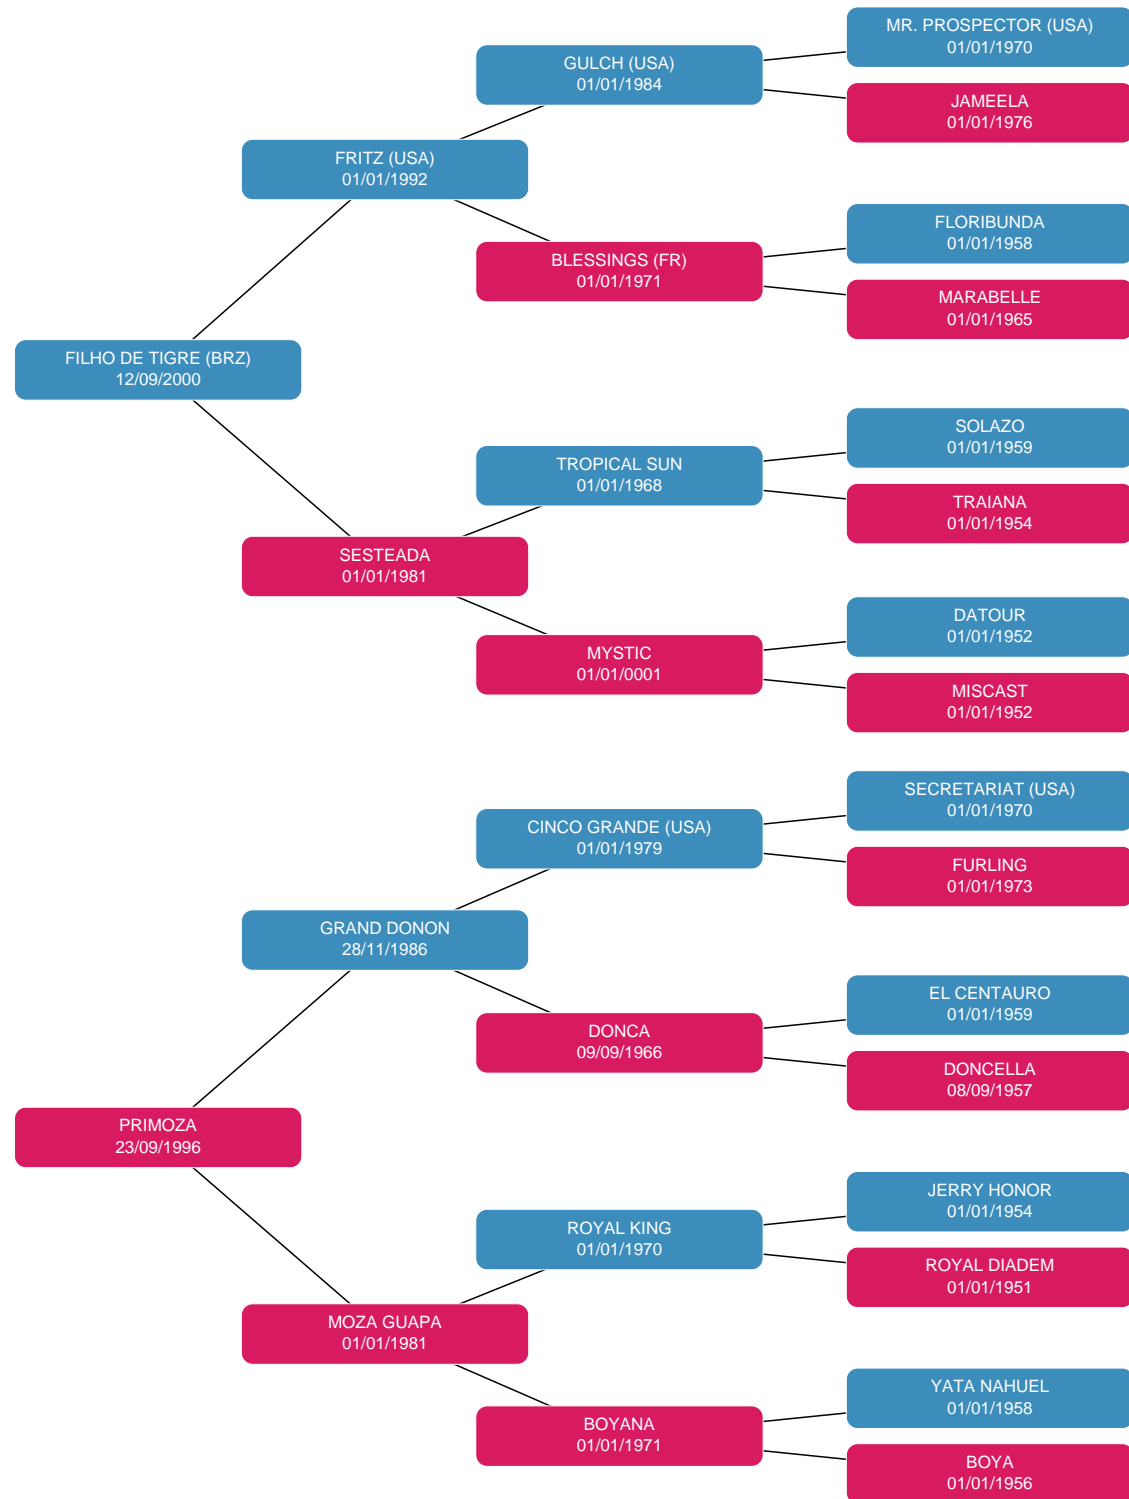 MR. PROSPECTOR (USA)
01/01/1970
GULCH (USA)
01/01/1984
JAMEELA
01/01/1976
FRITZ (USA)
01/01/1992
FLORIBUNDA
01/01/1958
BLESSINGS (FR)
01/01/1971
MARABELLE
01/01/1965
FILHO DE TIGRE (BRZ)
12/09/2000
SOLAZO
01/01/1959
TROPICAL SUN
01/01/1968
TRAIANA
01/01/1954
SESTEADA
01/01/1981
DATOUR
01/01/1952
MYSTIC
01/01/0001
MISCAST
01/01/1952
SECRETARIAT (USA)
01/01/1970
CINCO GRANDE (USA)
01/01/1979
FURLING
01/01/1973
GRAND DONON
28/11/1986
EL CENTAURO
01/01/1959
DONCA
09/09/1966
DONCELLA
08/09/1957
PRIMOZA
23/09/1996
JERRY HONOR
01/01/1954
ROYAL KING
01/01/1970
ROYAL DIADEM
01/01/1951
MOZA GUAPA
01/01/1981
YATA NAHUEL
01/01/1958
BOYANA
01/01/1971
BOYA
01/01/1956